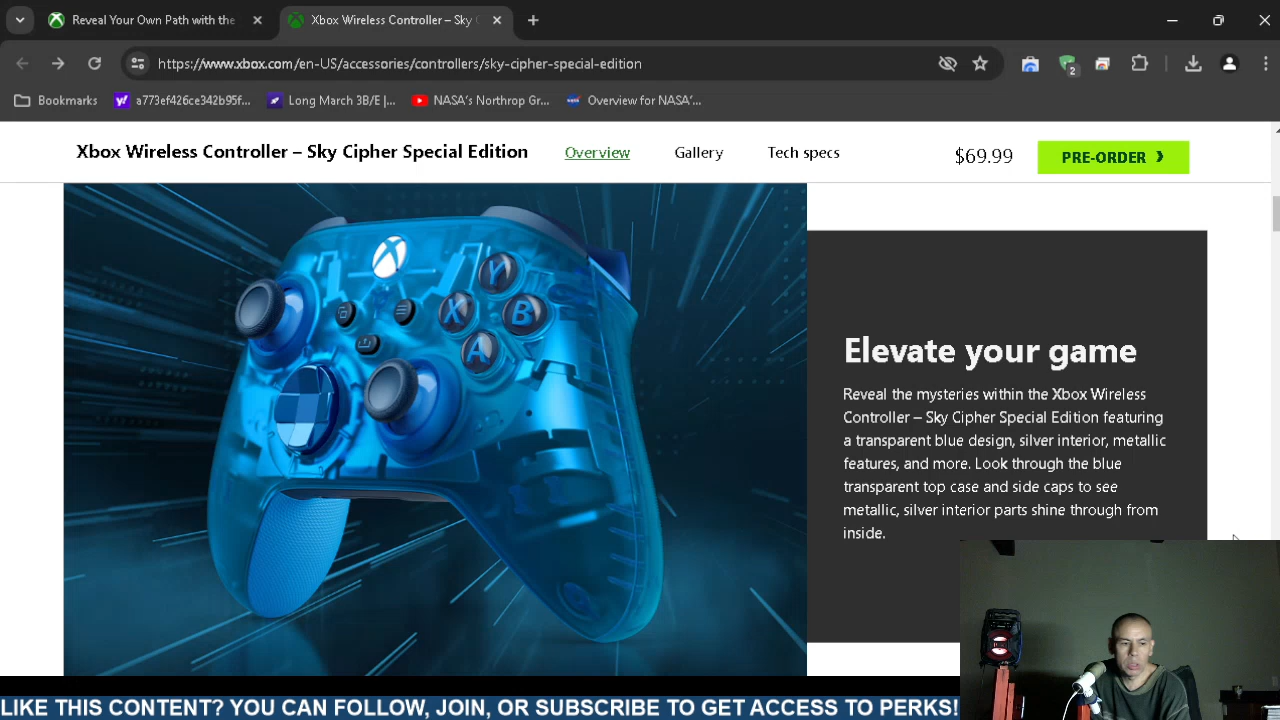 Reveal Your Own Path with the
Xbox Wireless Controller – Sky C
https://www.xbox.com/en-US/accessories/controllers/sky-cipher-special-edition
2
Bookmarks
a773ef426ce342b95f...
Long March 3B/E |...
NASA's Northrop Gr...
Overview for NASA'...
Xbox Wireless Controller – Sky Cipher Special Edition
Overview
Gallery
Tech specs
$69.99
PRE-ORDER
Y
X
B
A
Elevate your game
Reveal the mysteries within the Xbox Wireless
Controller – Sky Cipher Special Edition featuring
a transparent blue design, silver interior, metallic
features, and more. Look through the blue
transparent top case and side caps to see
metallic, silver interior parts shine through from
inside.
LIKE THIS CONTENT? YOU CAN FOLLOW, JOIN, OR SUBSCRIBE TO GET ACCESS TO PERKS!